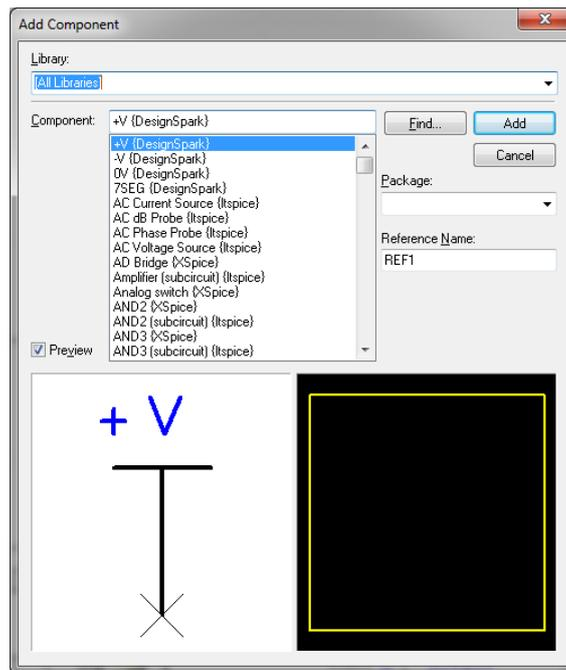 Add Component
Library:
[All Libraries]
Component:
+V {DesignSpark}
Find...
Add
Cancel
+V {DesignSpark}
-V {DesignSpark}
0V {DesignSpark}
7SEG {DesignSpark}
AC Current Source {ltspice}
AC dB Probe {ltspice}
AC Phase Probe {ltspice}
AC Voltage Source {ltspice}
AD Bridge {XSpice}
Amplifier (subcircuit) {ltspice}
Analog switch {XSpice}
AND2 {XSpice}
AND2 (subcircuit) {ltspice}
AND3 {XSpice}
AND3 (subcircuit) {ltspice}
Package:
Reference Name:
REF1
Preview
+ V